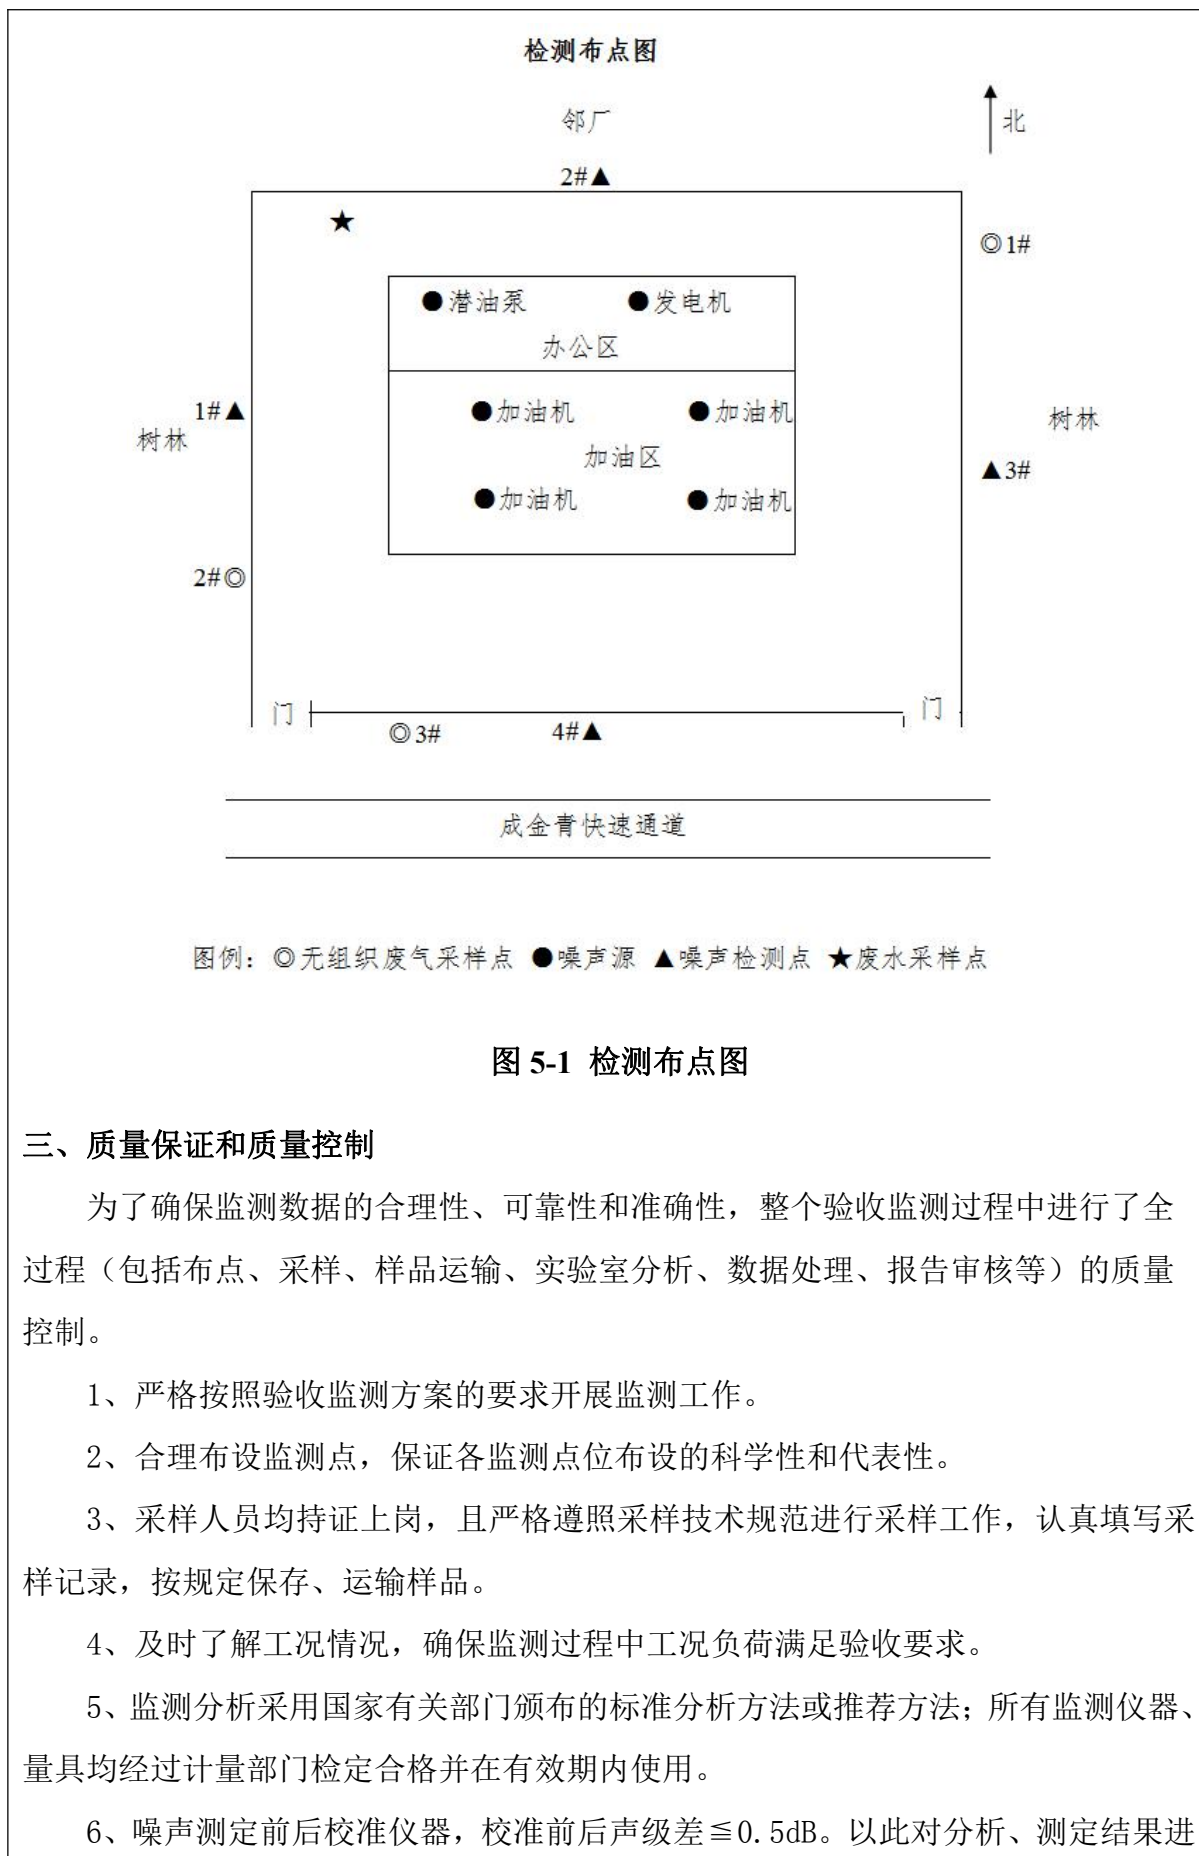 检测布点图
邻厂
北
2#▲
★
◎1#
●潜油泵 ●发电机
办公区
1#▲
●加油机 ●加油机
树林
树林
加油区
▲3#
●加油机 ●加油机
2#◎
门
门
◎3# 4#▲
成金青快速通道
图例：◎无组织废气采样点 ●噪声源 ▲噪声检测点 ★废水采样点
图 5-1 检测布点图
三、质量保证和质量控制
为了确保监测数据的合理性、可靠性和准确性，整个验收监测过程中进行了全
过程（包括布点、采样、样品运输、实验室分析、数据处理、报告审核等）的质量
控制。
1、严格按照验收监测方案的要求开展监测工作。
2、合理布设监测点，保证各监测点位布设的科学性和代表性。
3、采样人员均持证上岗，且严格遵照采样技术规范进行采样工作，认真填写采
样记录，按规定保存、运输样品。
4、及时了解工况情况，确保监测过程中工况负荷满足验收要求。
5、监测分析采用国家有关部门颁布的标准分析方法或推荐方法；所有监测仪器、
量具均经过计量部门检定合格并在有效期内使用。
6、噪声测定前后校准仪器，校准前后声级差≦0.5dB。以此对分析、测定结果进